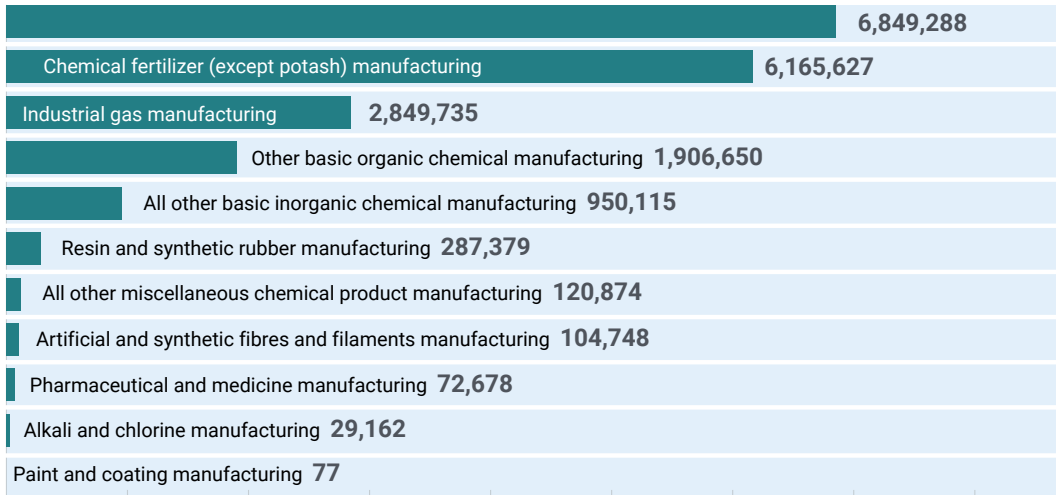 6,849,288
Chemical fertilizer (except potash) manufacturing 6,165,627
Industrial gas manufacturing 2,849,735
Other basic organic chemical manufacturing 1,906,650
All other basic inorganic chemical manufacturing 950,115
Resin and synthetic rubber manufacturing 287,379
All other miscellaneous chemical product manufacturing 120,874
Artificial and synthetic fibres and filaments manufacturing 104,748
Pharmaceutical and medicine manufacturing 72,678
Alkali and chlorine manufacturing 29,162
Paint and coating manufacturing 77